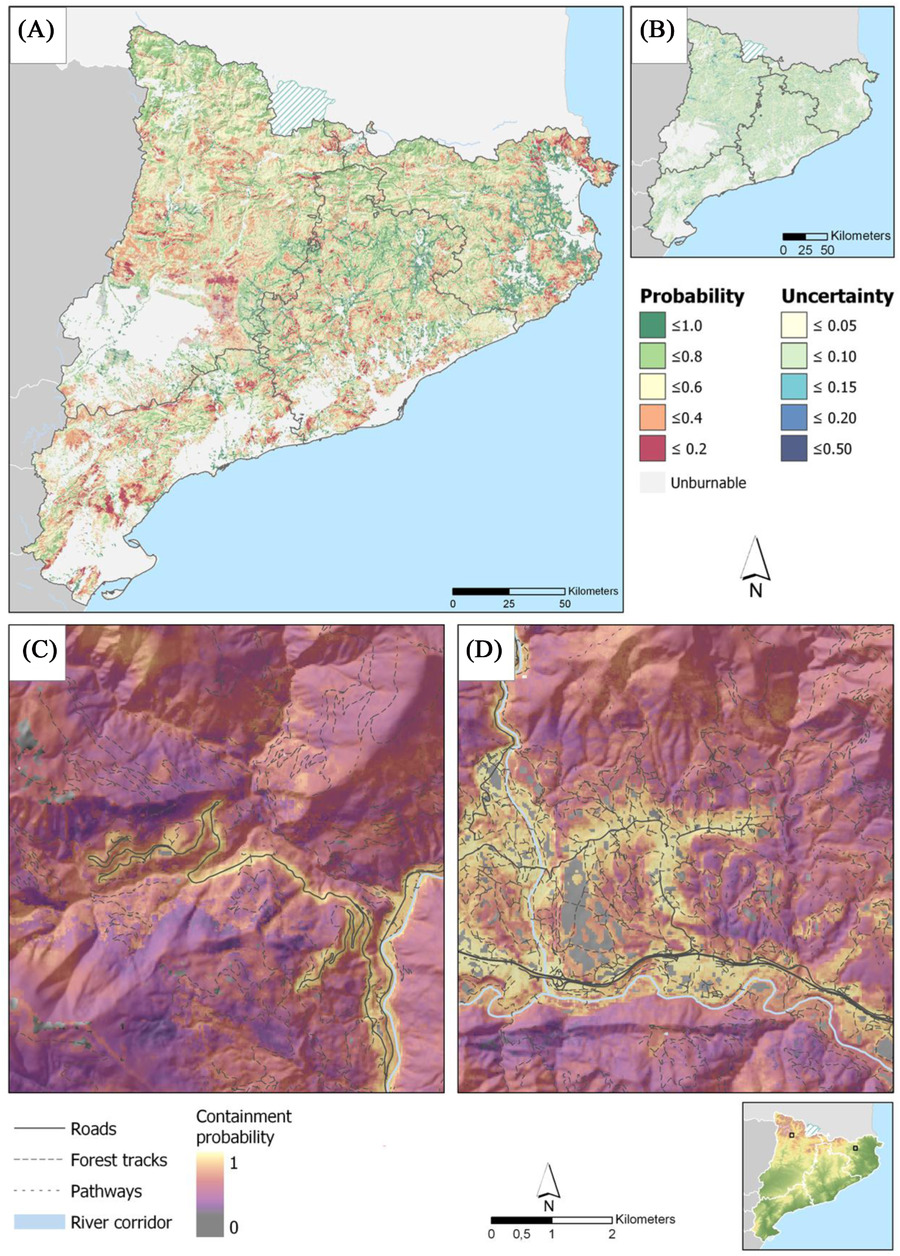 (A)
(B)
Kilometers
0 25 50
Probability
≤1.0
≤0.8
≤0.6
≤0.4
≤ 0.2
Unburnable
Uncertainty
≤ 0.05
≤ 0.10
≤ 0.15
≤ 0.20
≤0.50
N
Kilometers
0 25 50
(C)
(D)
Roads
Forest tracks
Pathways
River corridor
Containment
probability
1
0
N
Kilometers
0 0,5 1 2